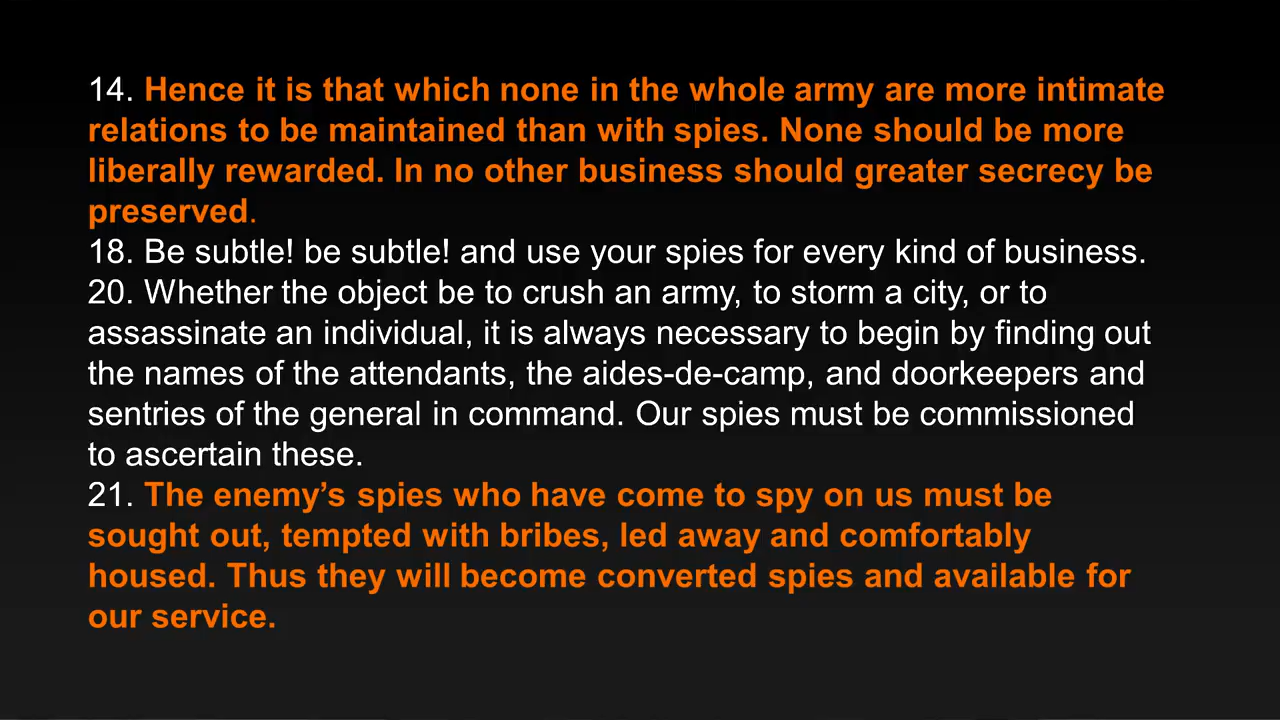 14. Hence it is that which none in the whole army are more intimate
relations to be maintained than with spies. None should be more
liberally rewarded. In no other business should greater secrecy be
preserved.
18. Be subtle! be subtle! and use your spies for every kind of business.
20. Whether the object be to crush an army, to storm a city, or to
assassinate an individual, it is always necessary to begin by finding out
the names of the attendants, the aides-de-camp, and doorkeepers and
sentries of the general in command. Our spies must be commissioned
to ascertain these.
21. The enemy’s spies who have come to spy on us must be
sought out, tempted with bribes, led away and comfortably
housed. Thus they will become converted spies and available for
our service.